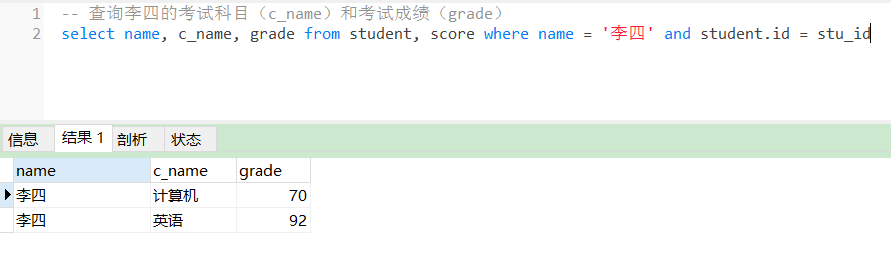 1 -- 查询李四的考试科目（c_name）和考试成绩（grade）
2 select name, c_name, grade from student, score where name = '李四' and student.id = stu_id
信息 结果 1 剖析 状态
name c_name grade
李四 计算机 70
李四 英语 92